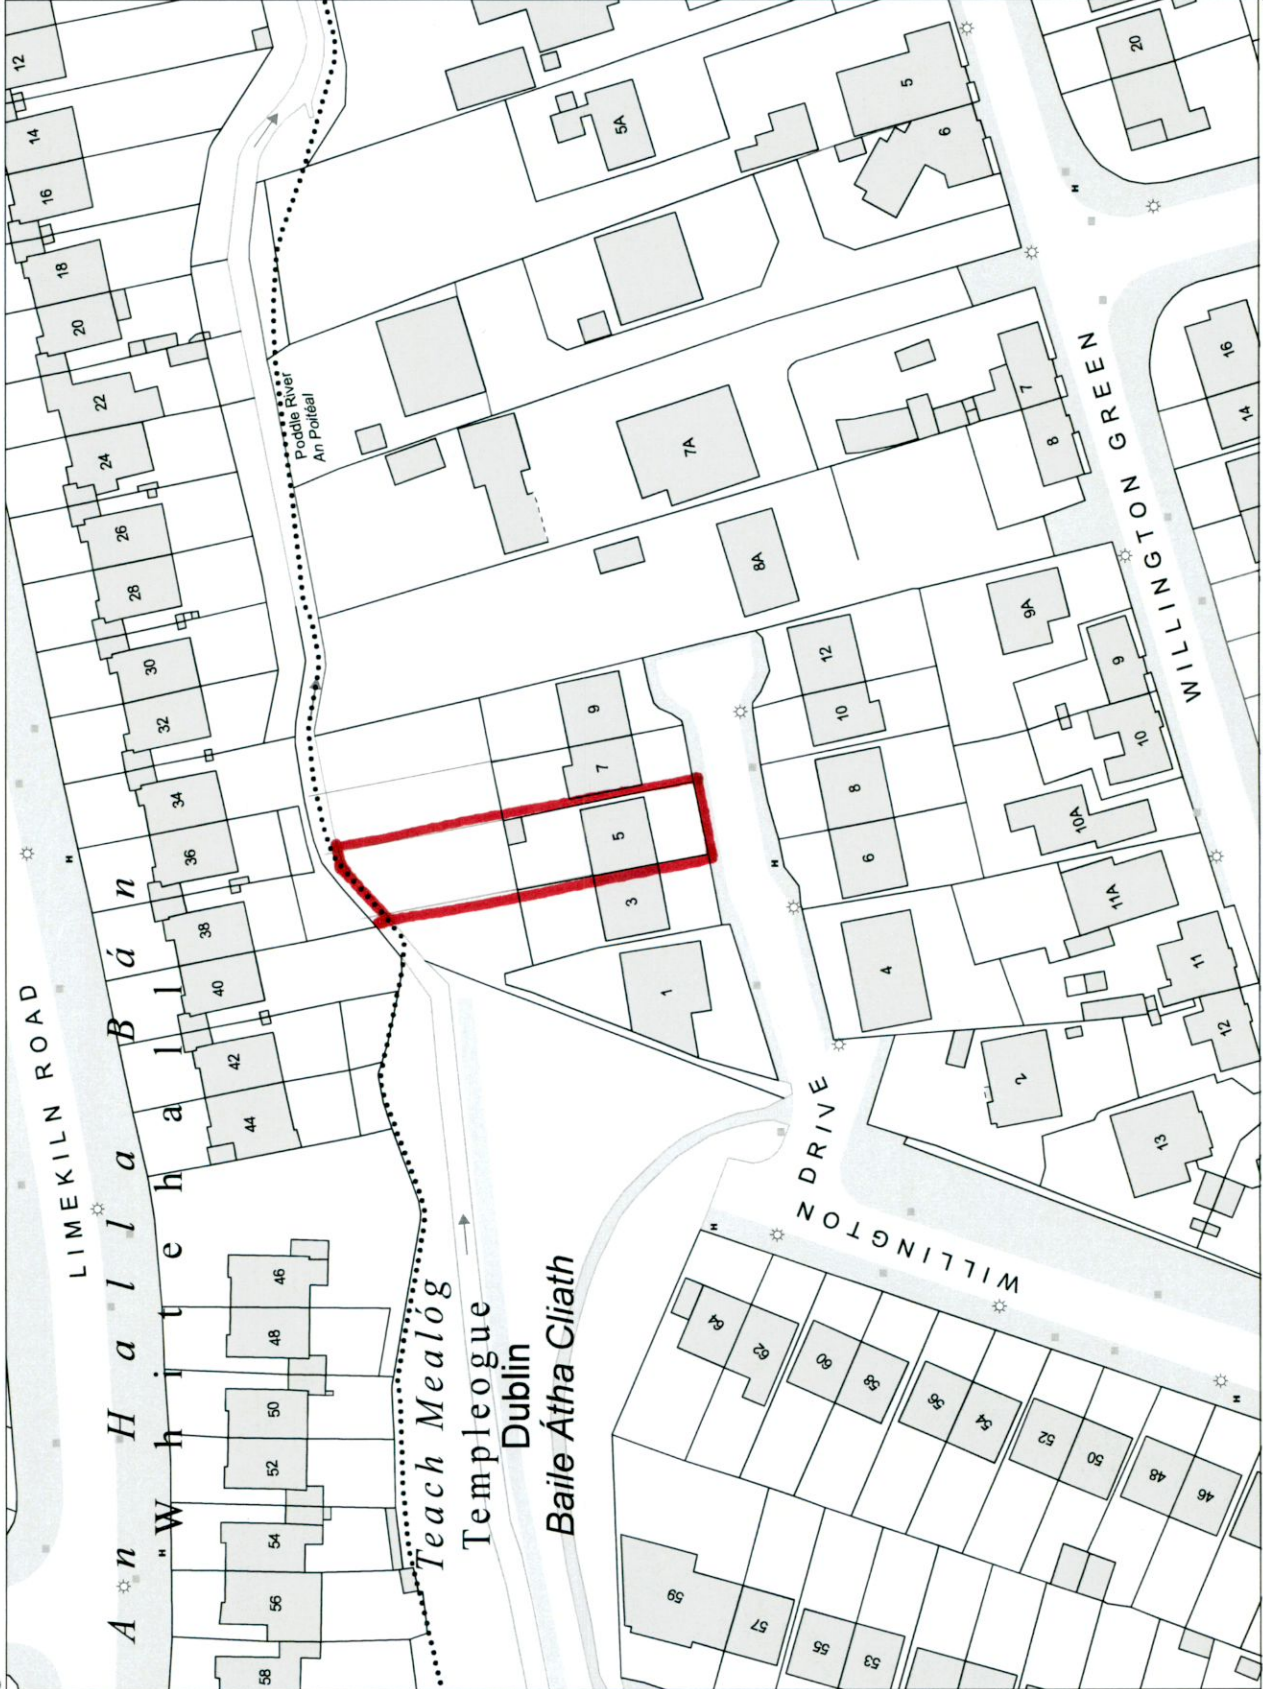 LIMEKILN ROAD
An Halla Bán
Whitehall
Poddle River
An Poitéal
Teach Mealóg
Templeogue
Dublin
Baile Átha Cliath
WILLINGTON DRIVE
WILLINGTON GREEN
12
14
16
18
20
22
24
26
28
30
32
34
36
38
40
42
44
46
48
50
52
54
56
58
5A
5
6
20
7A
7
8
8A
16
14
9A
9
10
10A
11A
11
12
13
9
7
5
3
1
12
10
8
6
4
2
64
62
60
58
56
54
52
50
48
46
59
57
55
53
H
H
H
H
H
H